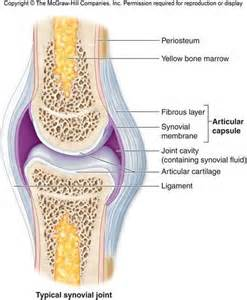 Copyright © The McGraw-Hill Companies, Inc. Permission required for reproduction or display
Periosteum
Yellow bone marrow
Fibrous layer
Synovial
membrane
Articular
capsule
Joint cavity
(containing synovial fluid)
Articular cartilage
Ligament
Typical synovial joint